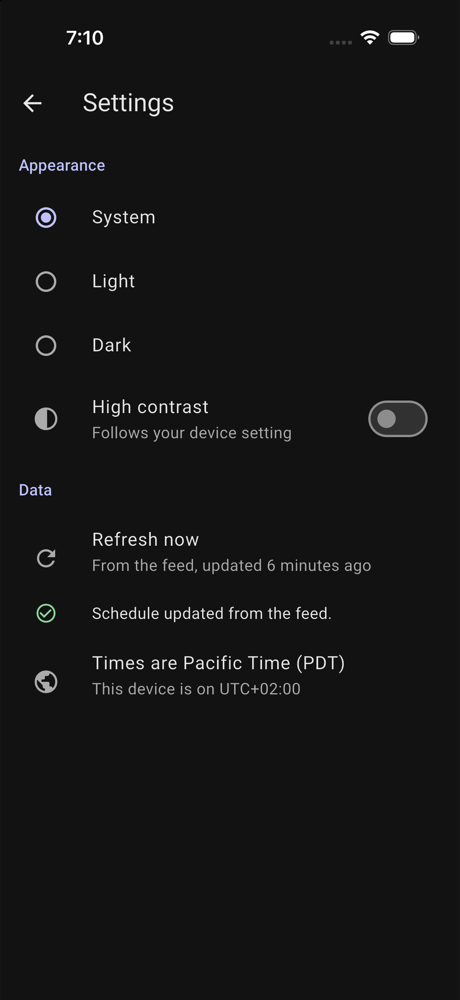 7:10
Settings
Appearance
System
Light
Dark
High contrast
Follows your device setting
Data
Refresh now
From the feed, updated 6 minutes ago
Schedule updated from the feed.
Times are Pacific Time (PDT)
This device is on UTC+02:00